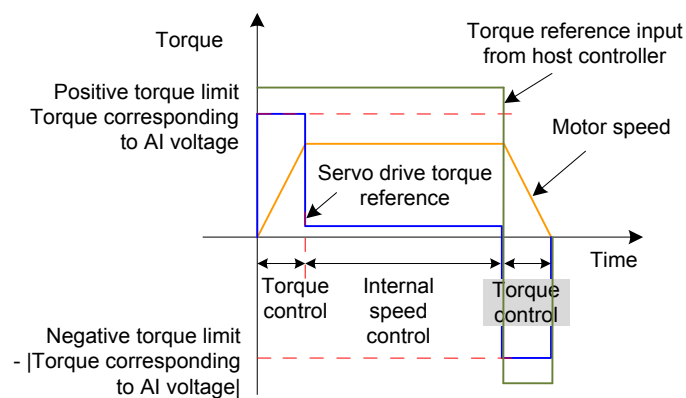 Torque
Torque reference input
from host controller
Positive torque limit
Torque corresponding
to AI voltage
Motor speed
Servo drive torque
reference
Time
Torque
control
Internal
speed
control
Torque
control
Negative torque limit
- |Torque corresponding
to AI voltage|